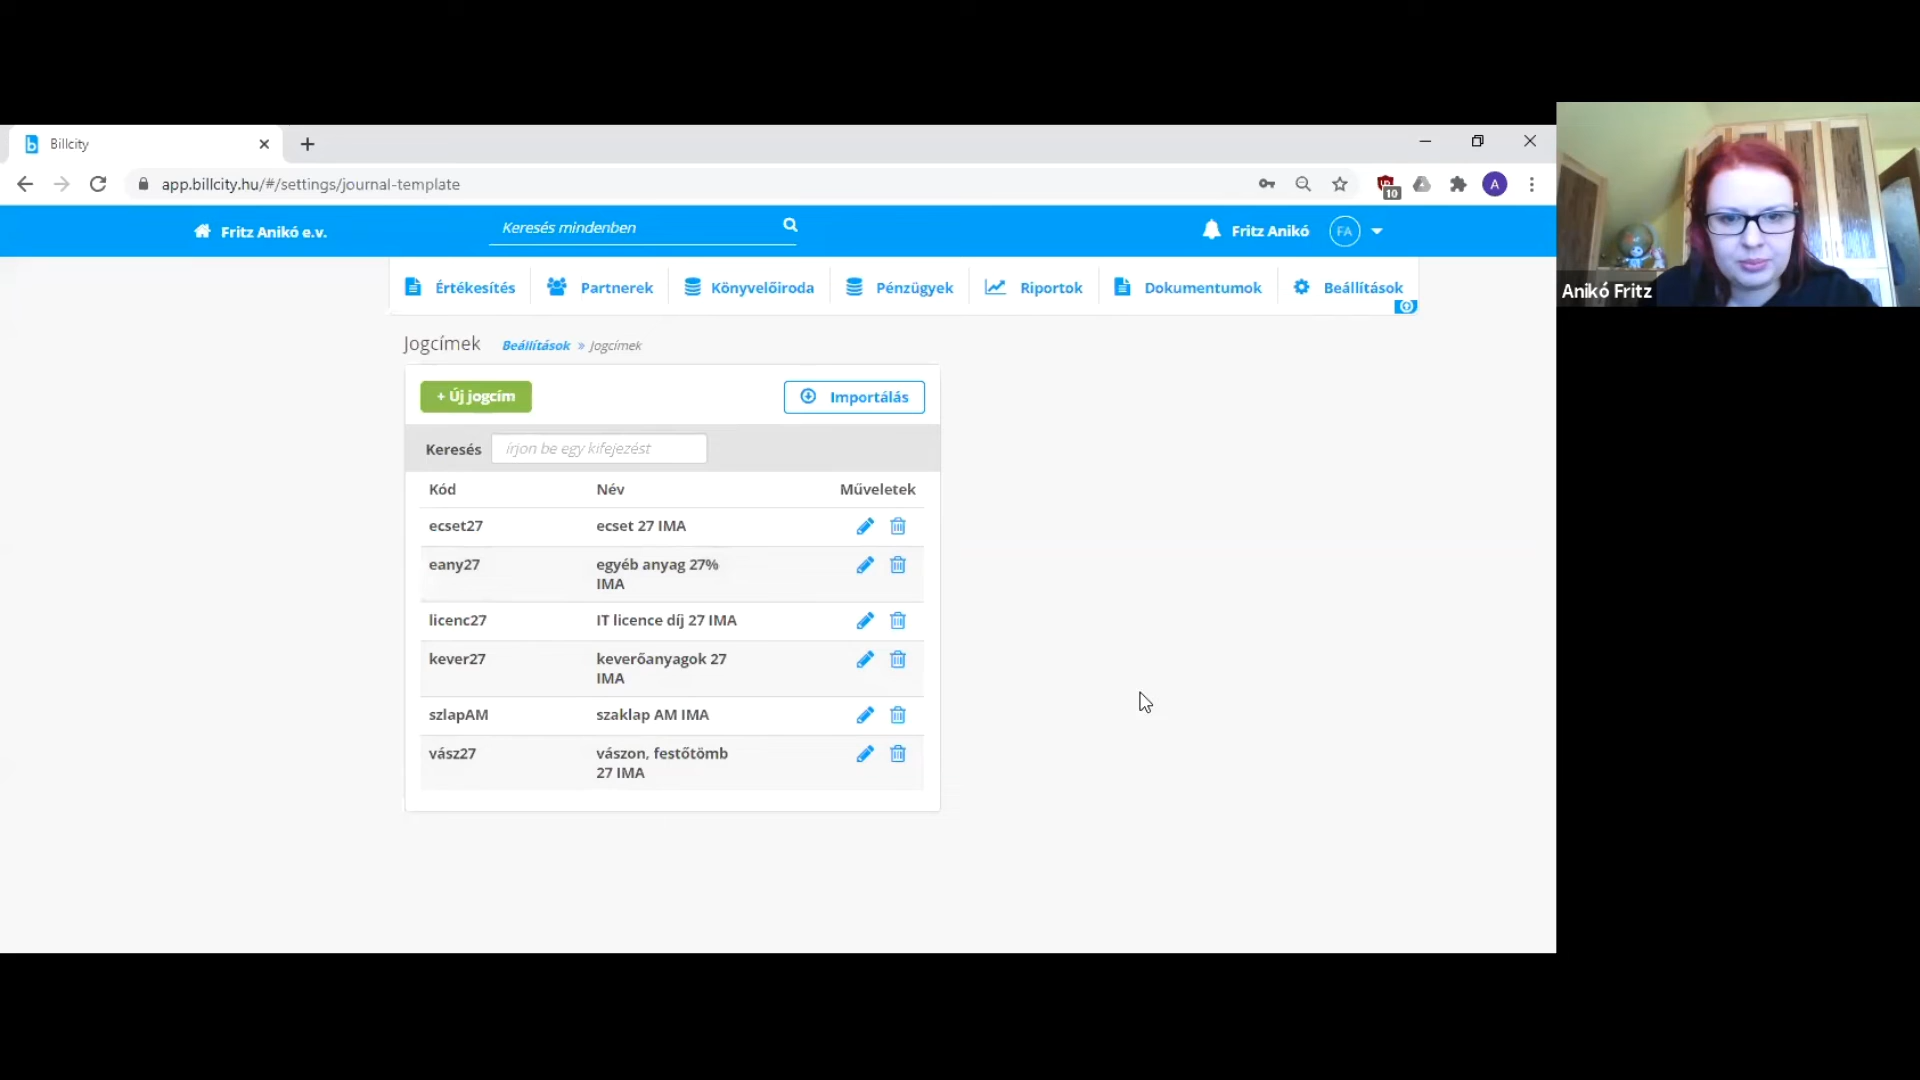 Billcity
app.billcity.hu/#/settings/journal-template
10
A
Fritz Anikó e.v.
Keresés mindenben
Fritz Anikó
FA
Értékesítés
Partnerek
Könyvelőiroda
Pénzügyek
Riportok
Dokumentumok
Beállítások
Jogcímek
Beállítások » Jogcímek
+ Új jogcím
Importálás
Keresés
írjon be egy kifejezést
Kód Név Műveletek
ecset27 ecset 27 IMA
eany27 egyéb anyag 27%
IMA
licenc27 IT licence díj 27 IMA
kever27 keverőanyagok 27
IMA
szlapAM szaklap AM IMA
vász27 vászon, festőtömb
27 IMA
Anikó Fritz